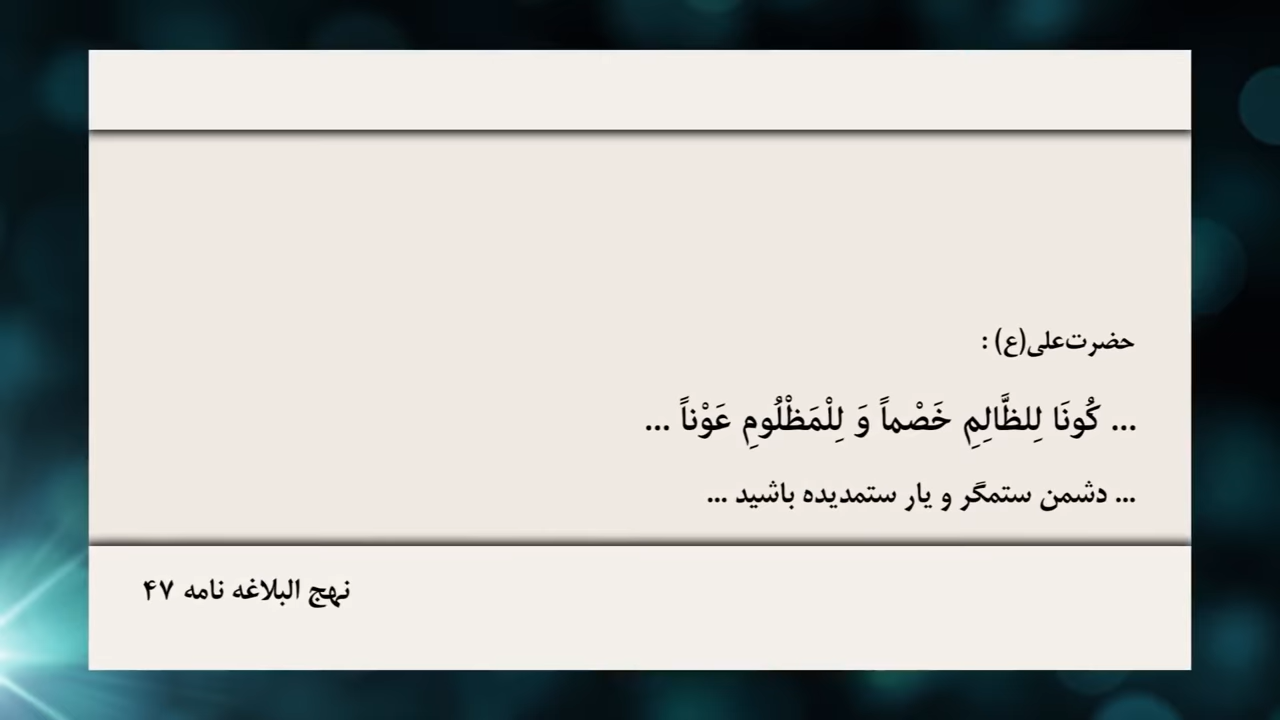 حضرت‌علی(ع) :
... کُونَا لِلظَّالِمِ خَصْماً وَ لِلْمَظْلُومِ عَوْناً ...
... دشمن ستمگر و یار ستمدیده باشید ...
نهج البلاغه نامه ۴۷